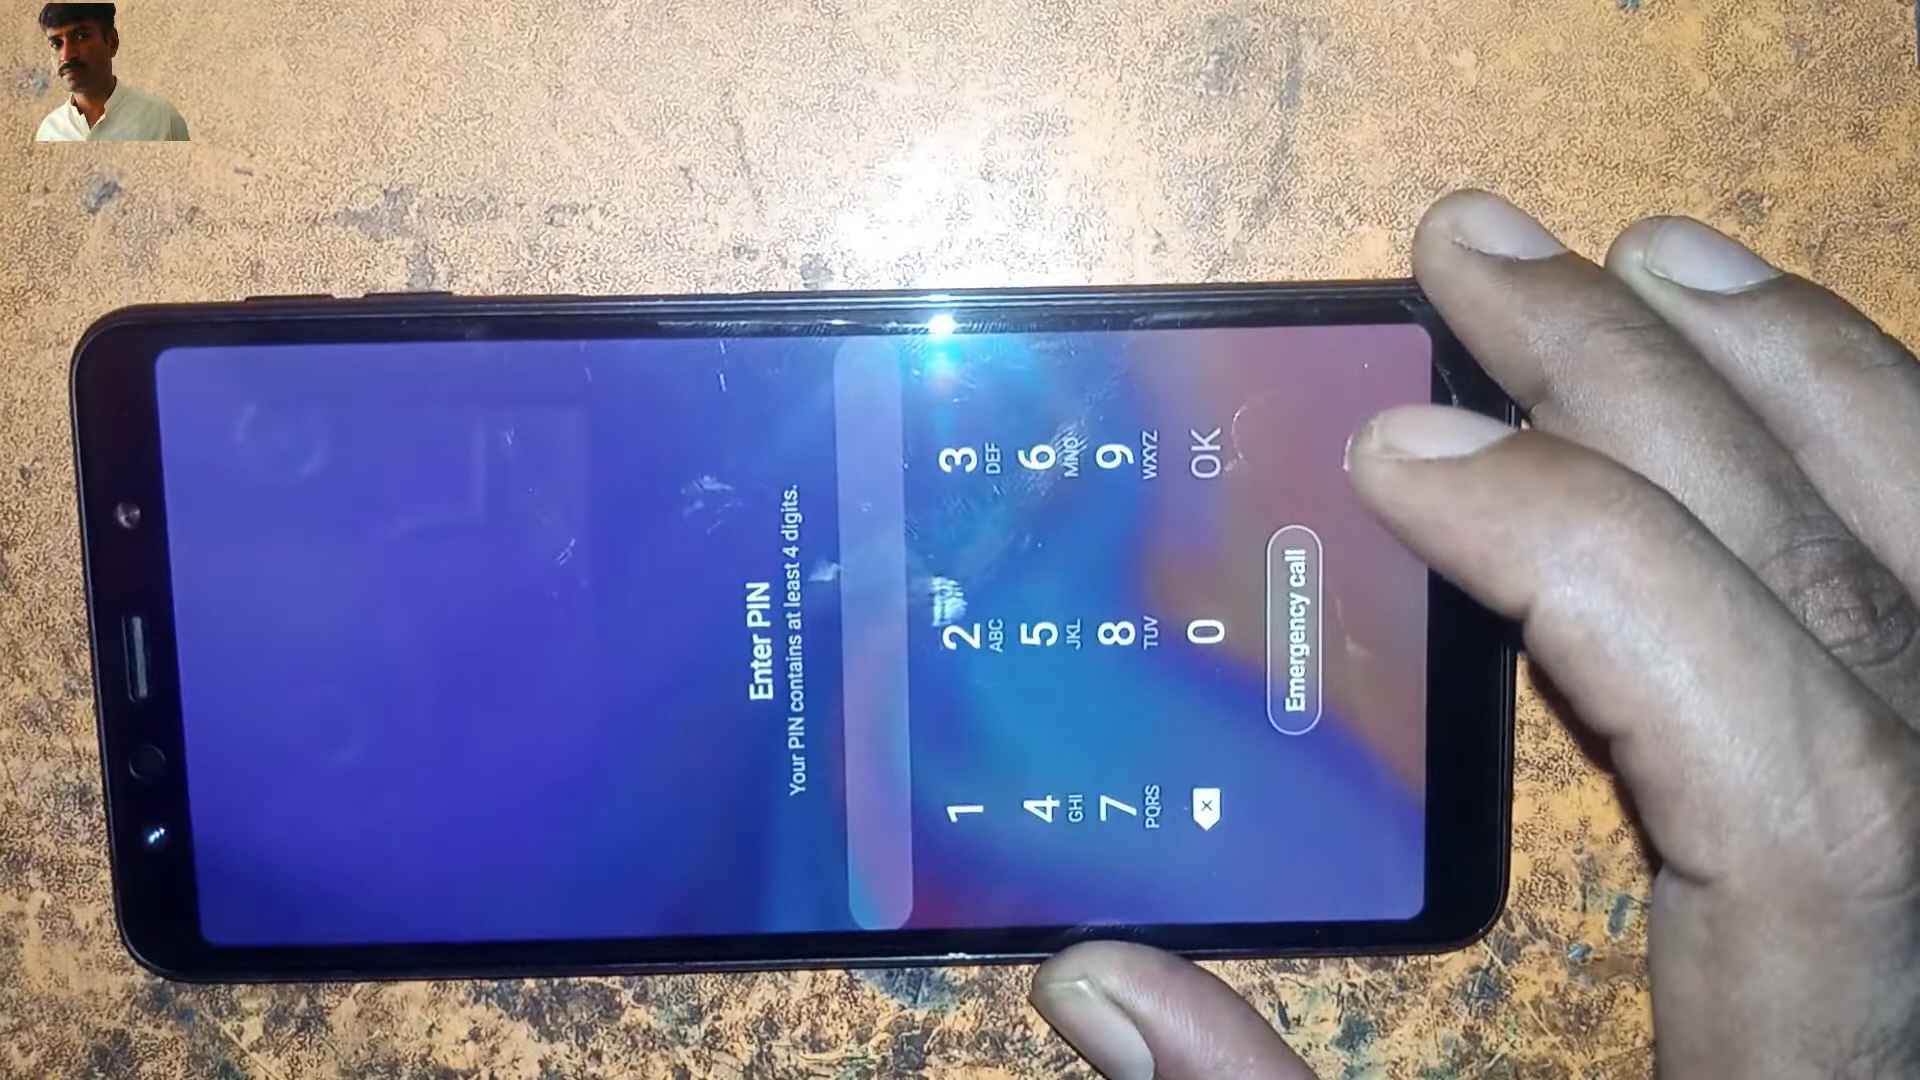 Enter PIN
Your PIN contains at least 4 digits.
1 2 3
ABC DEF
4 5 6
GHI JKL MNO
7 8 9
PQRS TUV WXYZ
0 OK
Emergency call